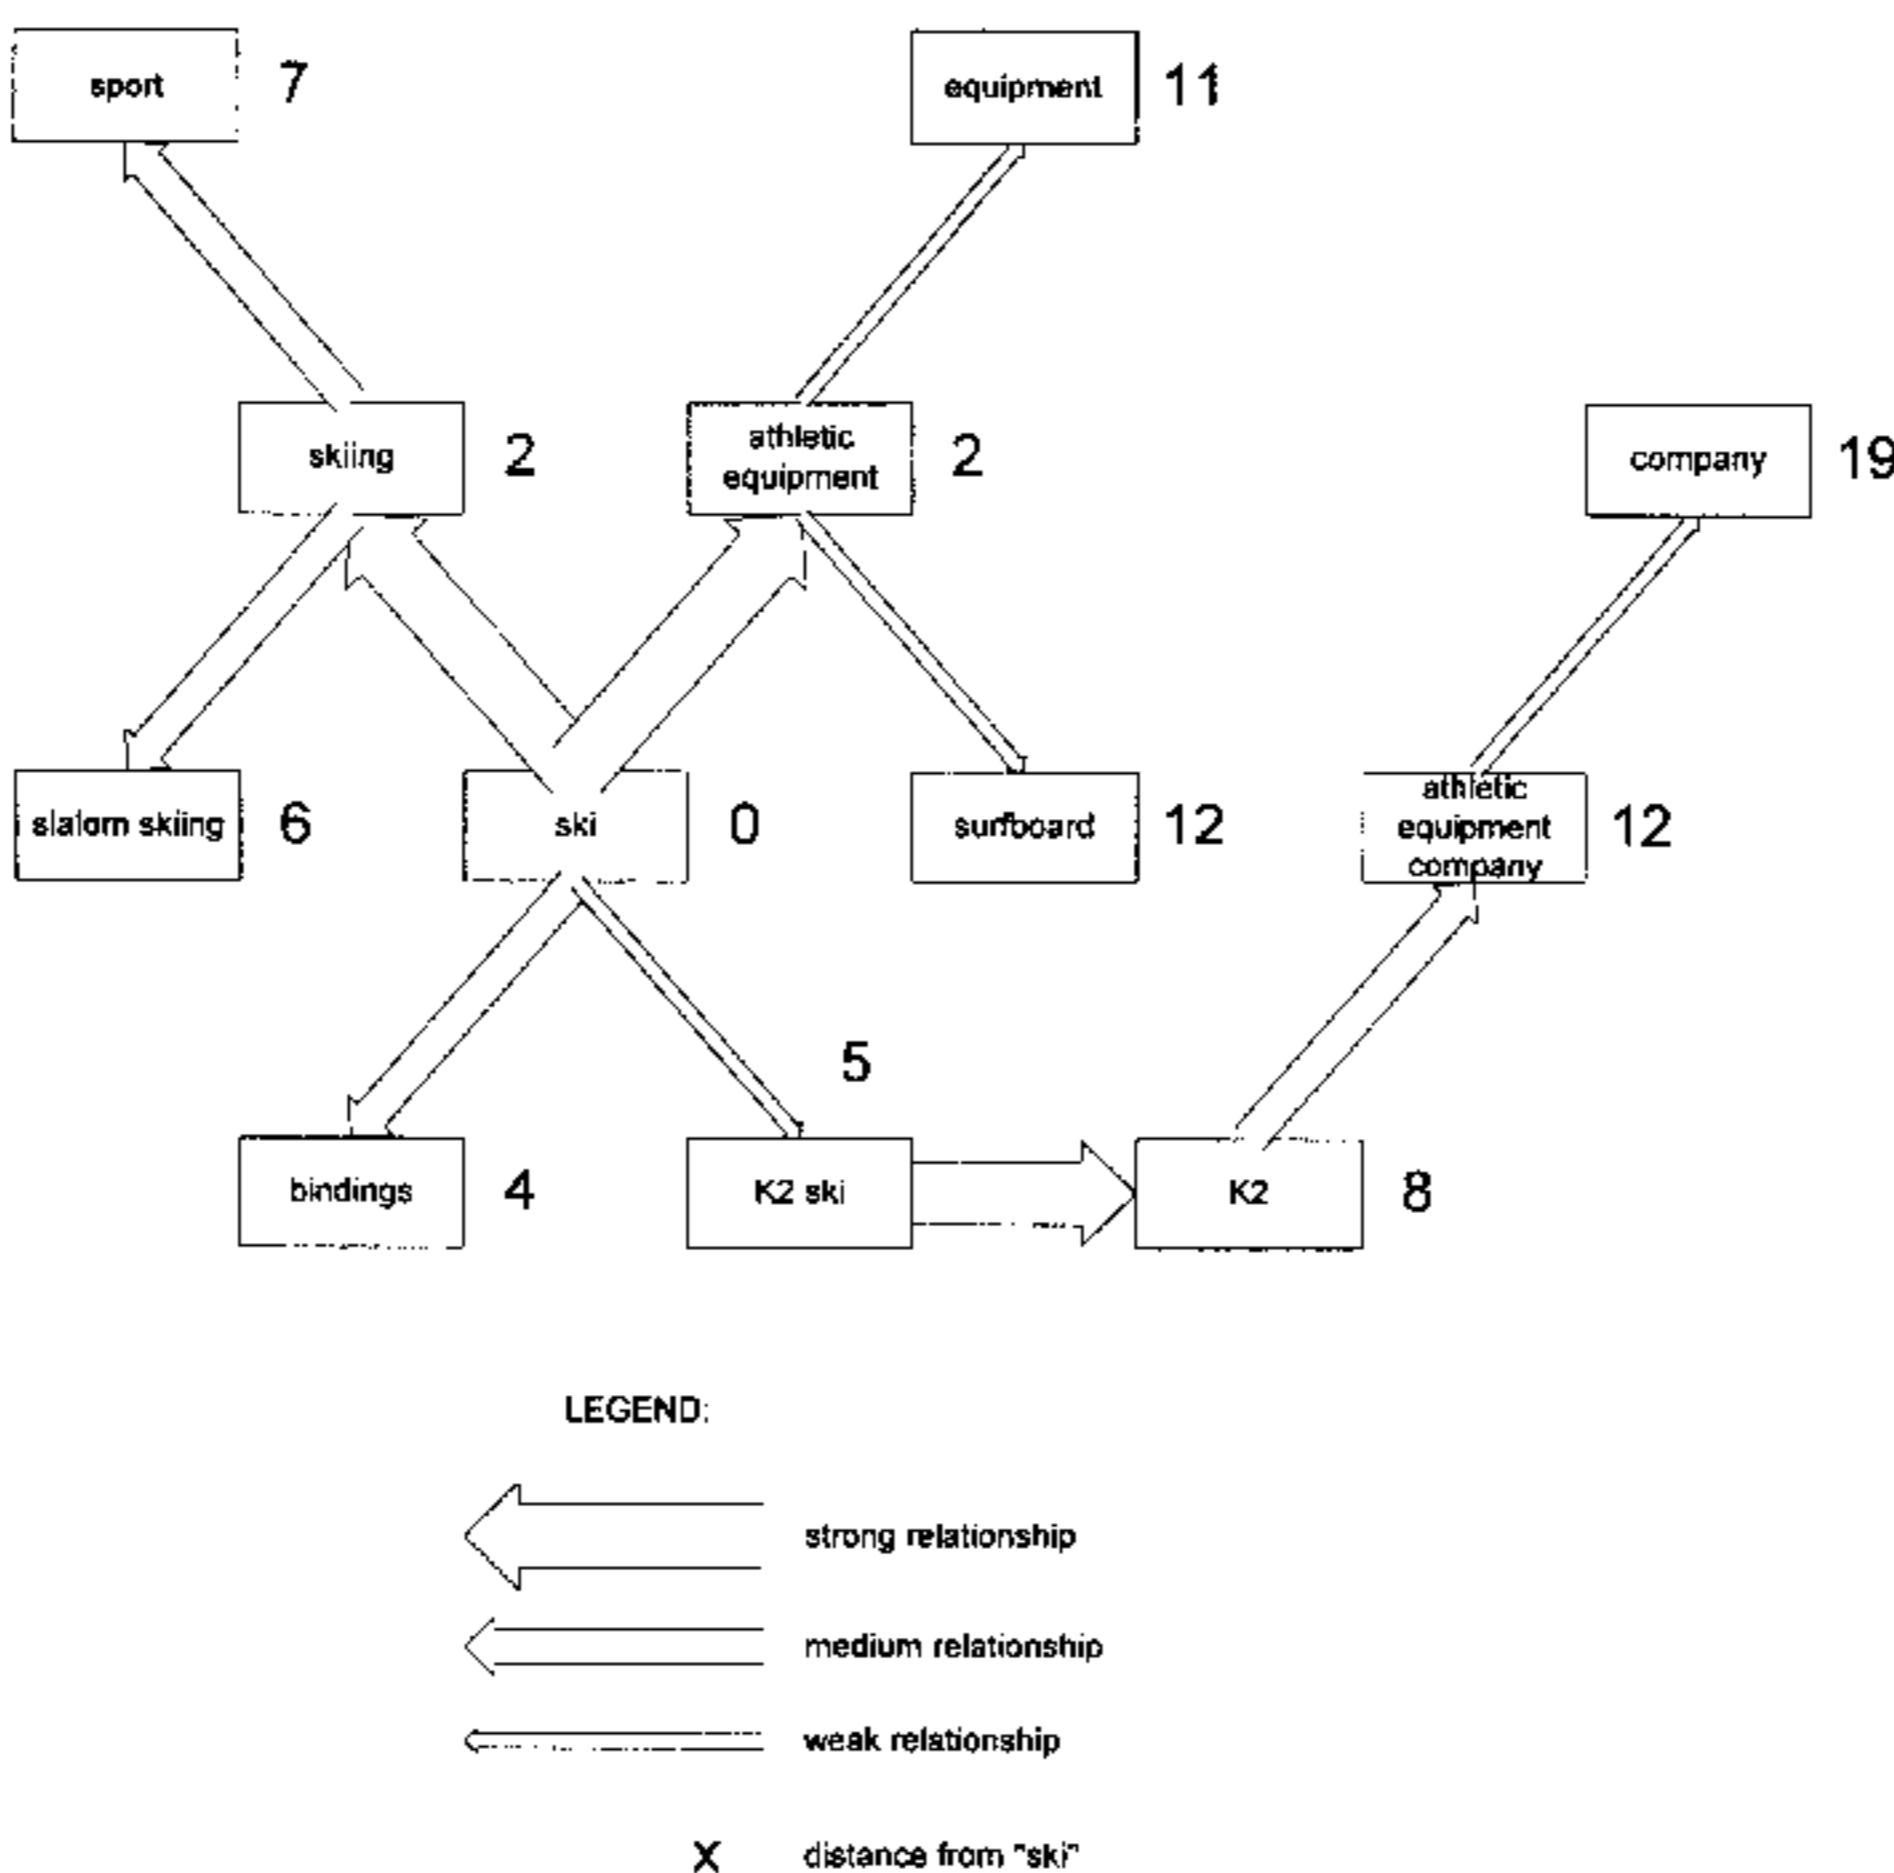 sport 7
equipment 11
skiing 2
athletic
equipment 2
company 19
slalom skiing 6
ski 0
surfboard 12
athletic
equipment
company 12
5
bindings 4
K2 ski
K2 8
LEGEND:
strong relationship
medium relationship
weak relationship
X distance from "ski"